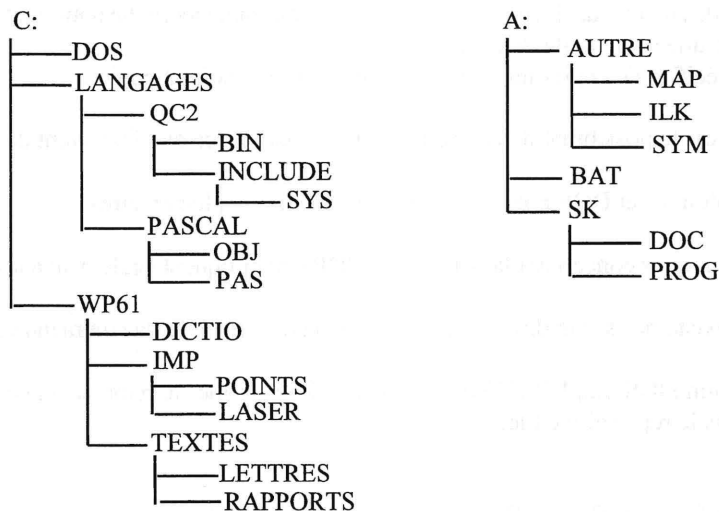 C:
DOS
LANGAGES
QC2
BIN
INCLUDE
SYS
PASCAL
OBJ
PAS
WP61
DICTIO
IMP
POINTS
LASER
TEXTES
LETTRES
RAPPORTS
A:
AUTRE
MAP
ILK
SYM
BAT
SK
DOC
PROG